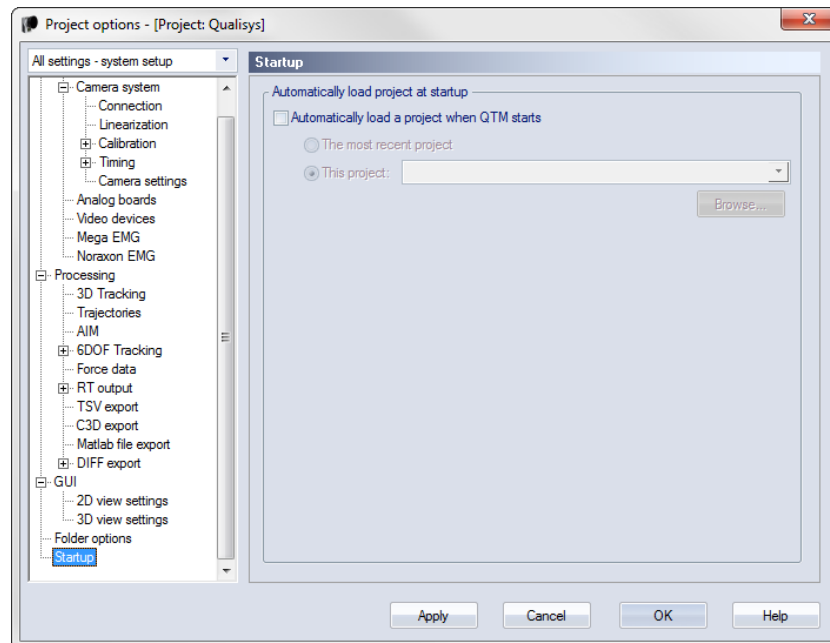 Project options - [Project: Qualisys]
All settings - system setup
Camera system
Connection
Linearization
Calibration
Timing
Camera settings
Analog boards
Video devices
Mega EMG
Noraxon EMG
Processing
3D Tracking
Trajectories
AIM
6DOF Tracking
Force data
RT output
TSV export
C3D export
Matlab file export
DIFF export
GUI
2D view settings
3D view settings
Folder options
Startup
Startup
Automatically load project at startup
Automatically load a project when QTM starts
The most recent project
This project:
Browse...
Apply Cancel OK Help